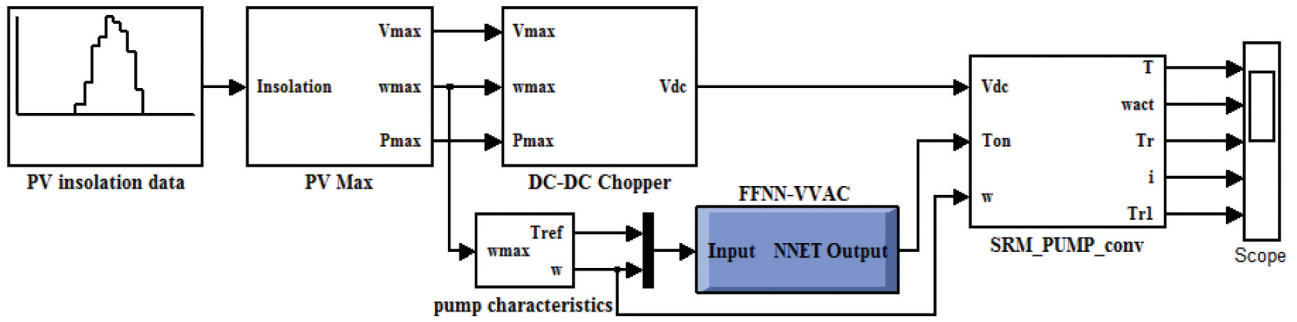 PV insolation data
Insolation
Vmax
wmax
Pmax
PV Max
Vmax
wmax
Pmax
Vdc
DC-DC Chopper
wmax
Tref
w
pump characteristics
FFNN-VVAC
Input NNET Output
Vdc
Ton
w
T
wact
Tr
i
Trl
SRM_PUMP_conv
Scope